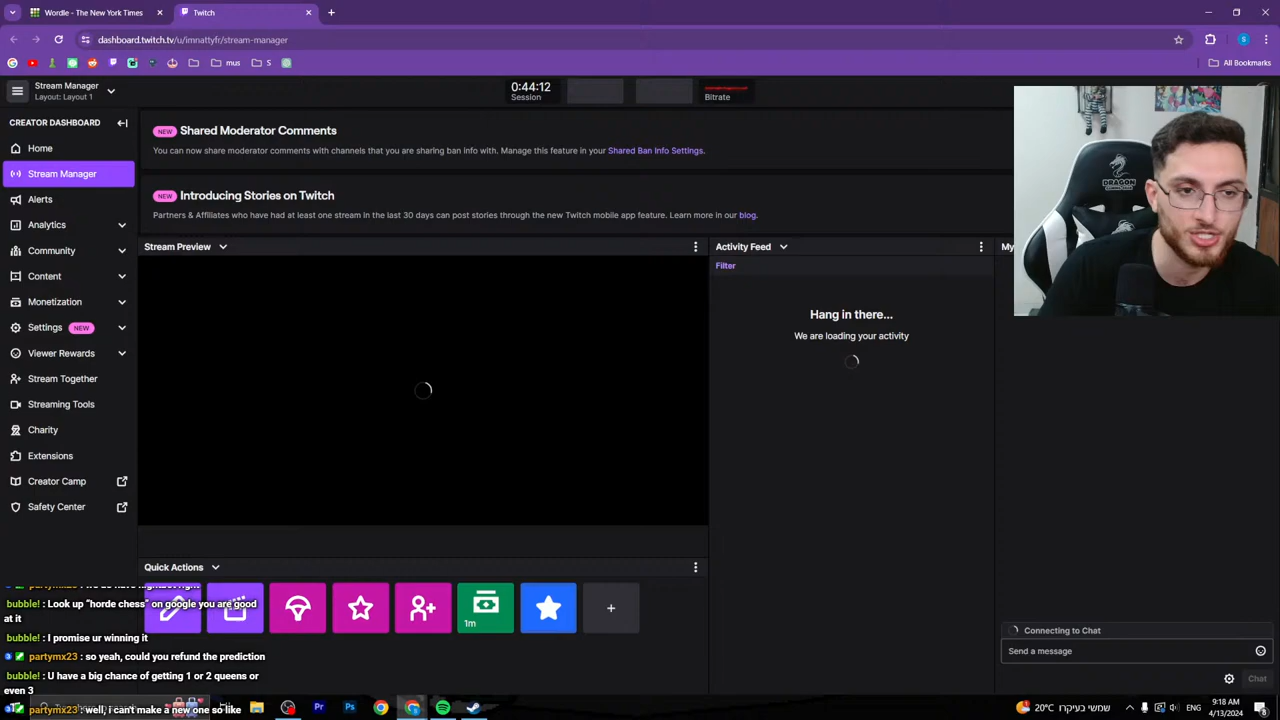 Wordle - The New York Times
Twitch
dashboard.twitch.tv/u/imnattyfr/stream-manager
mus
S
All Bookmarks
Stream Manager
Layout: Layout 1
0:44:12
Session
Bitrate
CREATOR DASHBOARD
Home
Stream Manager
Alerts
Analytics
Community
Content
Monetization
Settings NEW
Viewer Rewards
Stream Together
Streaming Tools
Charity
Extensions
Creator Camp
Safety Center
NEW Shared Moderator Comments
You can now share moderator comments with channels that you are sharing ban info with. Manage this feature in your Shared Ban Info Settings.
NEW Introducing Stories on Twitch
Partners & Affiliates who have had at least one stream in the last 30 days can post stories through the new Twitch mobile app feature. Learn more in our blog.
Stream Preview
Activity Feed
My
Filter
Hang in there...
We are loading your activity
DRAGON
Quick Actions
1m
Connecting to Chat
Send a message
Chat
bubble! : Look up "horde chess" on google you are good
at it
bubble! : I promise ur winning it
partymx23 : so yeah, could you refund the prediction
bubble! : U have a big chance of getting 1 or 2 queens or
even 3
partymx23 : well, i can't make a new one so like
20°C שמשי בעיקרו
ENG
9:18 AM
4/13/2024